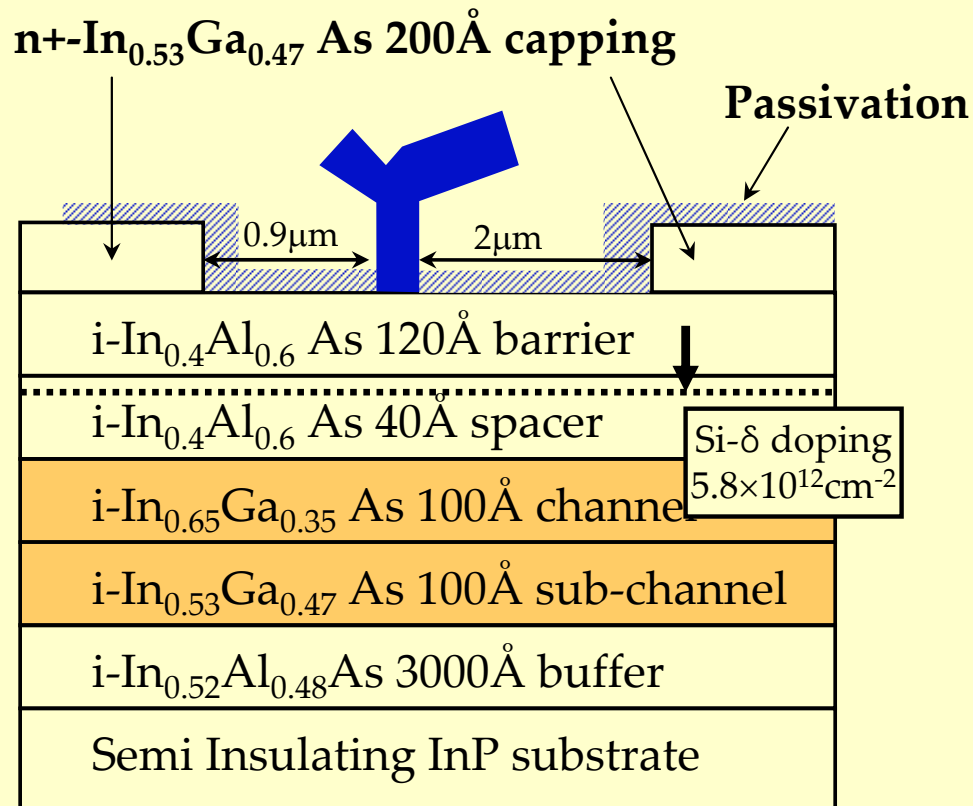 n+-In₀.₅₃Ga₀.₄₇ As 200Å capping
Passivation
0.9μm
2μm
i-In₀.₄Al₀.₆ As 120Å barrier
i-In₀.₄Al₀.₆ As 40Å spacer
Si-δ doping
5.8×10¹²cm⁻²
i-In₀.₆₅Ga₀.₃₅ As 100Å channel
i-In₀.₅₃Ga₀.₄₇ As 100Å sub-channel
i-In₀.₅₂Al₀.₄₈As 3000Å buffer
Semi Insulating InP substrate